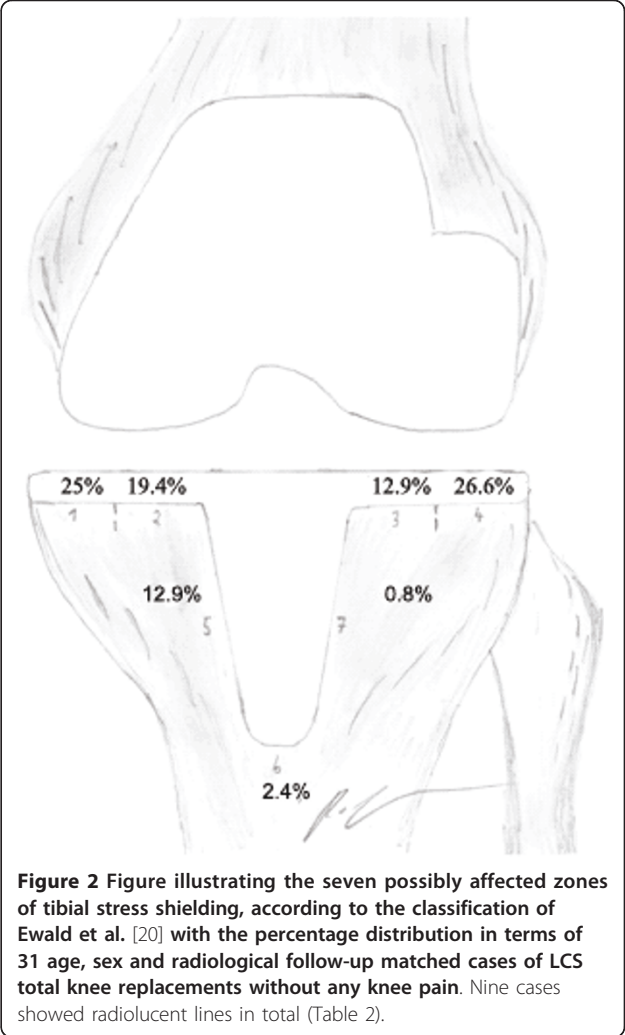 25% 19.4% 12.9% 26.6%
1 2 3 4
12.9% 0.8%
5 7
6
2.4%
Figure 2 Figure illustrating the seven possibly affected zones
of tibial stress shielding, according to the classification of
Ewald et al. [20] with the percentage distribution in terms of
31 age, sex and radiological follow-up matched cases of LCS
total knee replacements without any knee pain. Nine cases
showed radiolucent lines in total (Table 2).